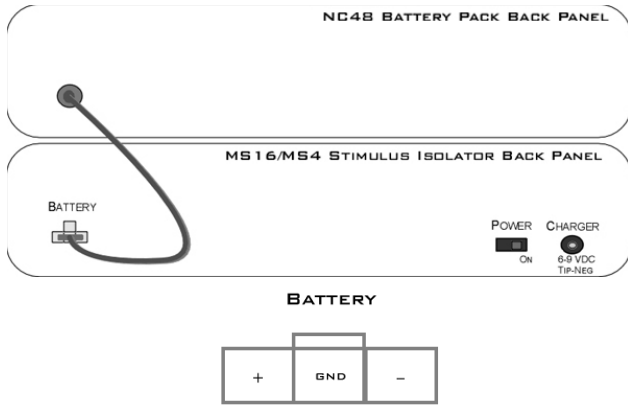 NC48 BATTERY PACK BACK PANEL
MS16/MS4 STIMULUS ISOLATOR BACK PANEL
BATTERY
POWER CHARGER
ON 6-9 VDC
TIP-NEG
BATTERY
+ GND -